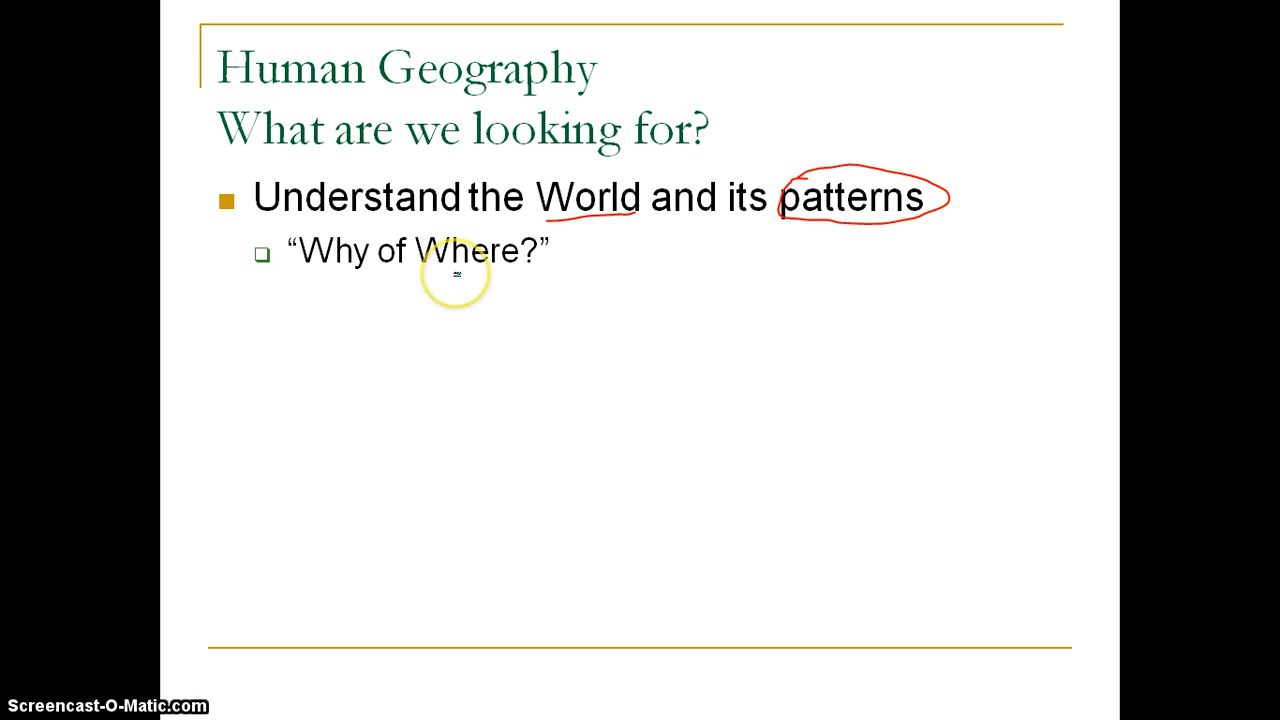 Human Geography
What are we looking for?
Understand the World and its patterns
“Why of Where?”
Screencast-O-Matic.com